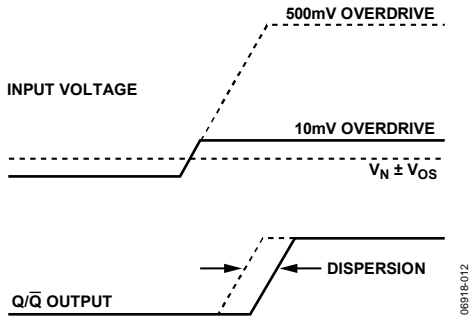 500mV OVERDRIVE
INPUT VOLTAGE
10mV OVERDRIVE
V_N ± V_OS
DISPERSION
Q/Q̅ OUTPUT
06918-012